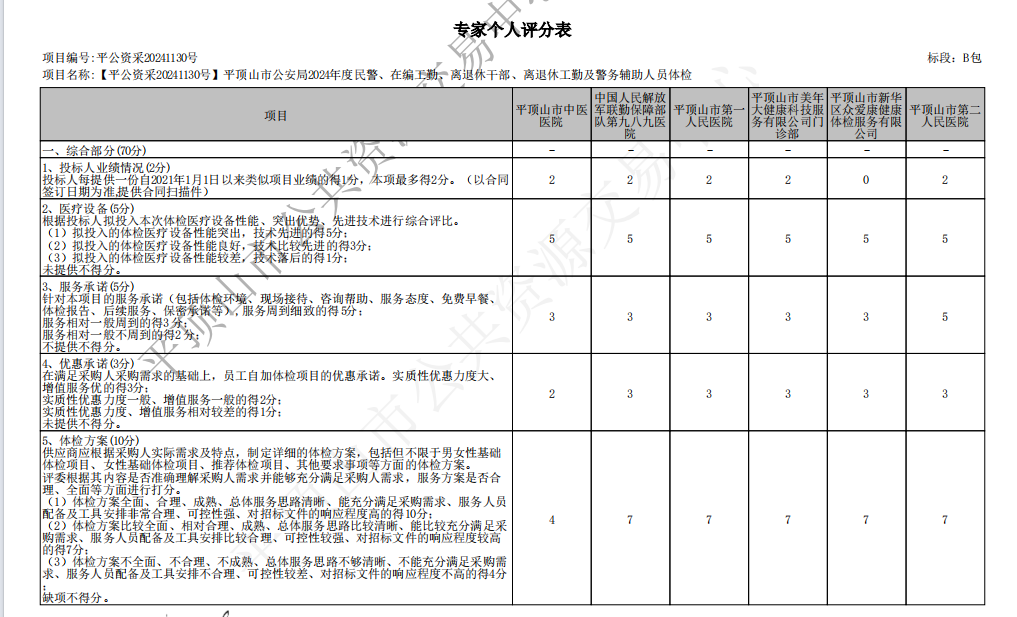 专家个人评分表
项目编号:平公资采20241130号
标段: B包
项目名称:【平公资采20241130号】平顶山市公安局2024年度民警、在编工勤、离退休干部、离退休工勤及警务辅助人员体检
项目
平顶山市中医
医院
中国人民解放
军联勤保障部
队第九八九医
院
平顶山市第一
人民医院
平顶山市美年
大健康科技服
务有限公司门
诊部
平顶山市新华
区众爱康健康
体检服务有限
公司
平顶山市第二
人民医院
一、综合部分(70分)
- - - - - -
1、投标人业绩情况(2分)
投标人每提供一份自2021年1月1日以来类似项目业绩的得1分，本项最多得2分。（以合同
签订日期为准,提供合同扫描件）
2 2 2 2 0 2
2、医疗设备(5分)
根据投标人拟投入本次体检医疗设备性能、突出优势、先进技术进行综合评比。
（1）拟投入的体检医疗设备性能突出，技术先进的得5分；
（2）拟投入的体检医疗设备性能良好，技术比较先进的得3分；
（3）拟投入的体检医疗设备性能较差，技术落后的得1分；
未提供不得分。
5 5 5 5 5 5
3、服务承诺(5分)
针对本项目的服务承诺（包括体检环境、现场接待、咨询帮助、服务态度、免费早餐、
体检报告、后续服务、保密承诺等），服务周到细致的得5分；
服务相对一般周到的得3分；
服务相对一般不周到的得2分；
不提供不得分。
3 3 3 3 3 5
4、优惠承诺(3分)
在满足采购人采购需求的基础上，员工自加体检项目的优惠承诺。实质性优惠力度大、
增值服务优的得3分；
实质性优惠力度一般、增值服务一般的得2分；
实质性优惠力度、增值服务相对较差的得1分；
未提供不得分。
2 3 3 3 3 3
5、体检方案(10分)
供应商应根据采购人实际需求及特点，制定详细的体检方案，包括但不限于男女性基础
体检项目、女性基础体检项目、推荐体检项目、其他要求事项等方面的体检方案。
评委根据其内容是否准确理解采购人需求并能够充分满足采购人需求，服务方案是否合
理、全面等方面进行打分。
（1）体检方案全面、合理、成熟、总体服务思路清晰、能充分满足采购需求、服务人员
配备及工具安排非常合理、可控性强、对招标文件的响应程度高的得10分；
（2）体检方案比较全面、相对合理、成熟、总体服务思路比较清晰、能比较充分满足采
购需求、服务人员配备及工具安排比较合理、可控性较强、对招标文件的响应程度较高
的得7分；
（3）体检方案不全面、不合理、不成熟、总体服务思路不够清晰、不能充分满足采购需
求、服务人员配备及工具安排不合理、可控性较差、对招标文件的响应程度不高的得4分
；
缺项不得分。
4 7 7 7 7 7
平顶山市公共资源交易中
平顶山市公共资源交易中心